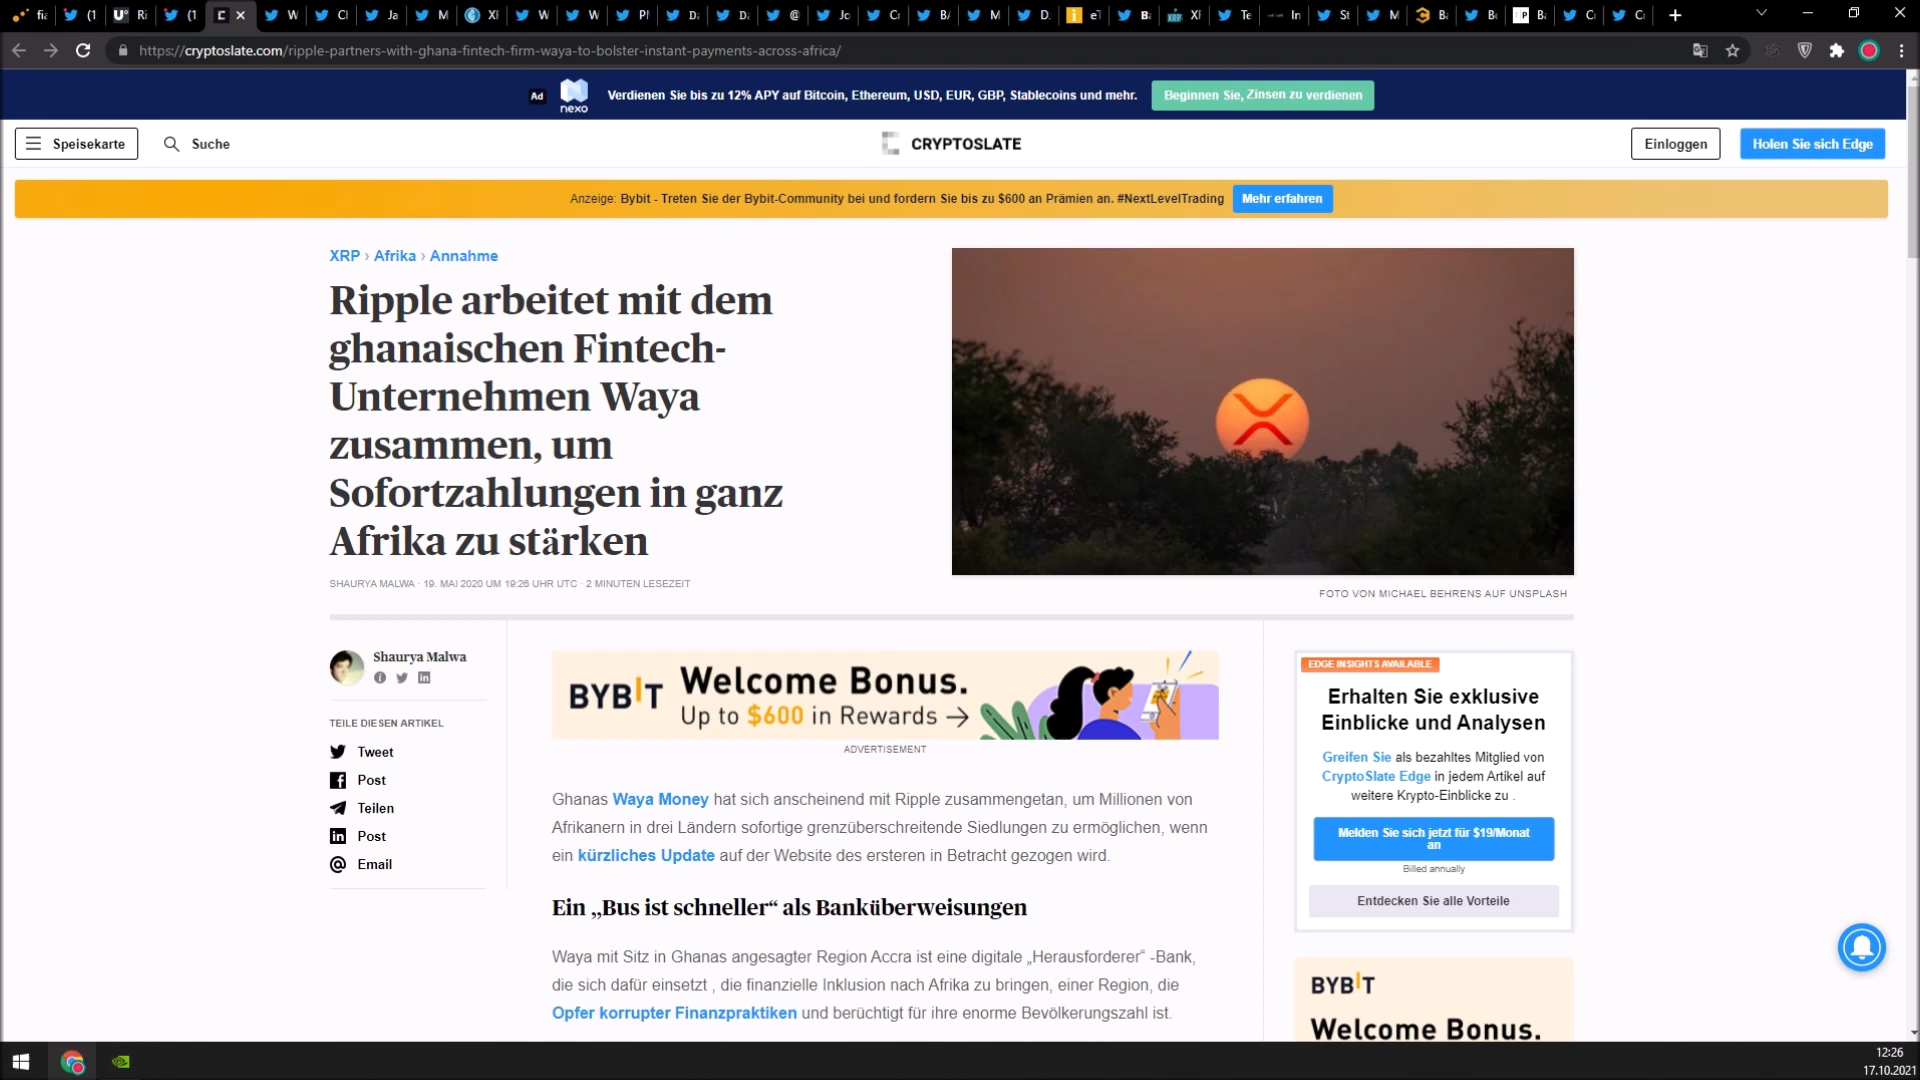 https://cryptoslate.com/ripple-partners-with-ghana-fintech-firm-waya-to-bolster-instant-payments-across-africa/
Ad
nexo
Verdienen Sie bis zu 12% APY auf Bitcoin, Ethereum, USD, EUR, GBP, Stablecoins und mehr.
Beginnen Sie, Zinsen zu verdienen
Speisekarte
Suche
CRYPTOSLATE
Einloggen
Holen Sie sich Edge
Anzeige: Bybit - Treten Sie der Bybit-Community bei und fordern Sie bis zu $600 an Prämien an. #NextLevelTrading
Mehr erfahren
XRP › Afrika › Annahme
Ripple arbeitet mit dem
ghanaischen Fintech-
Unternehmen Waya
zusammen, um
Sofortzahlungen in ganz
Afrika zu stärken
SHAURYA MALWA · 19. MAI 2020 UM 19:26 UHR UTC · 2 MINUTEN LESEZEIT
FOTO VON MICHAEL BEHRENS AUF UNSPLASH
Shaurya Malwa
TEILE DIESEN ARTIKEL
Tweet
Post
Teilen
Post
Email
BYBIT
Welcome Bonus.
Up to $600 in Rewards →
ADVERTISEMENT
Ghanas Waya Money hat sich anscheinend mit Ripple zusammengetan, um Millionen von
Afrikanern in drei Ländern sofortige grenzüberschreitende Siedlungen zu ermöglichen, wenn
ein kürzliches Update auf der Website des ersteren in Betracht gezogen wird.
Ein „Bus ist schneller“ als Banküberweisungen
Waya mit Sitz in Ghanas angesagter Region Accra ist eine digitale „Herausforderer“ -Bank,
die sich dafür einsetzt , die finanzielle Inklusion nach Afrika zu bringen, einer Region, die
Opfer korrupter Finanzpraktiken und berüchtigt für ihre enorme Bevölkerungszahl ist.
EDGE INSIGHTS AVAILABLE
Erhalten Sie exklusive
Einblicke und Analysen
Greifen Sie als bezahltes Mitglied von
CryptoSlate Edge in jedem Artikel auf
weitere Krypto-Einblicke zu .
Melden Sie sich jetzt für $19/Monat
an
Billed annually
Entdecken Sie alle Vorteile
BYBIT
Welcome Bonus.
12:26
17.10.2021